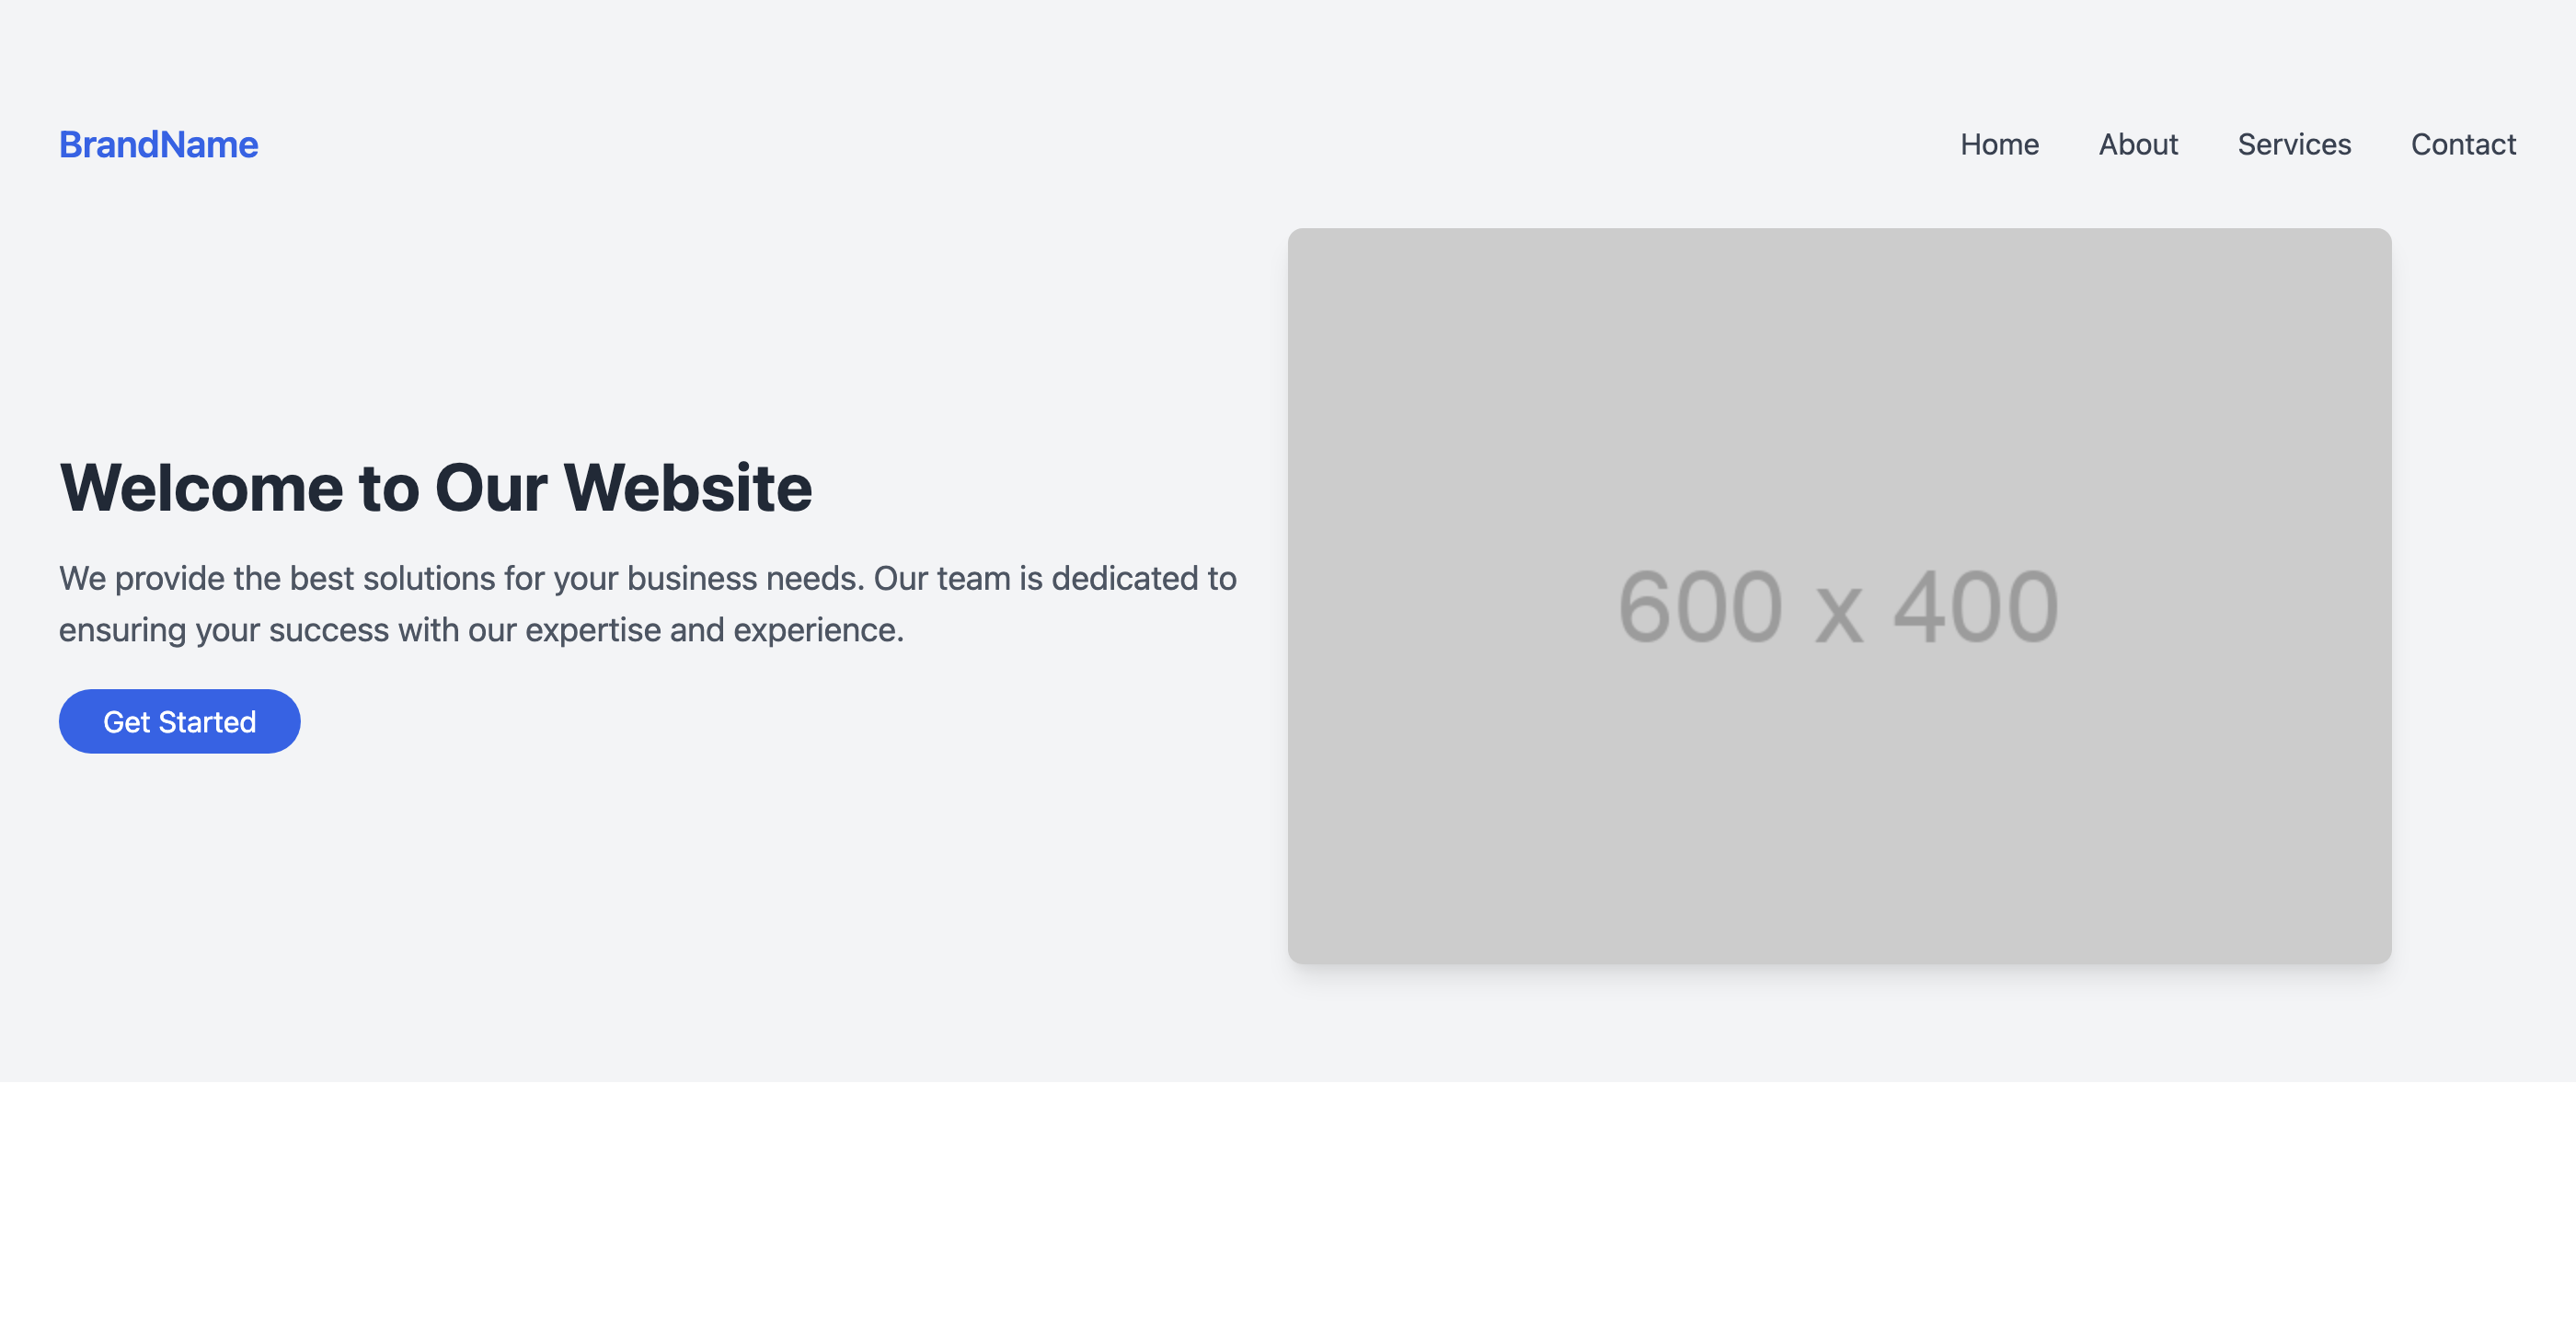 BrandName
Home About Services Contact
Welcome to Our Website
We provide the best solutions for your business needs. Our team is dedicated to
ensuring your success with our expertise and experience.
Get Started
600 x 400